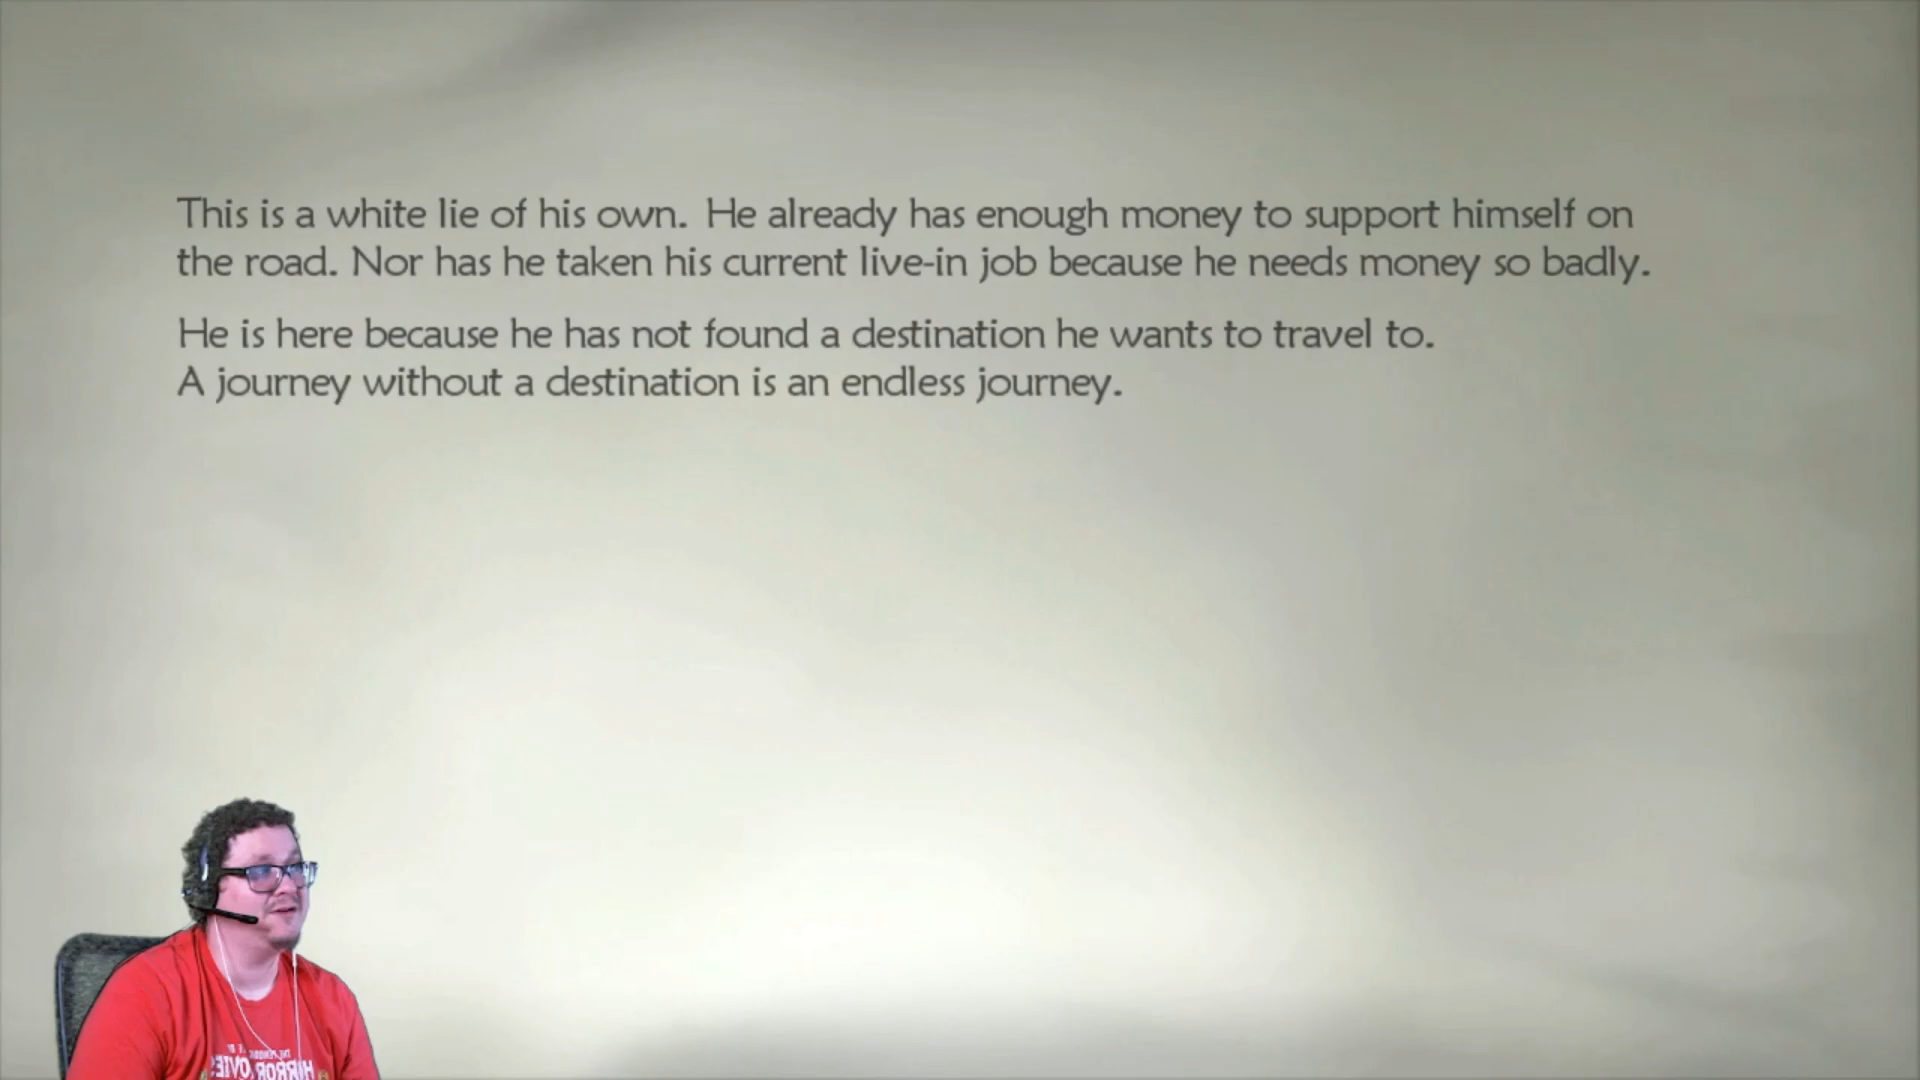 This is a white lie of his own. He already has enough money to support himself on
the road. Nor has he taken his current live-in job because he needs money so badly.
He is here because he has not found a destination he wants to travel to.
A journey without a destination is an endless journey.
HORROR MOVIES